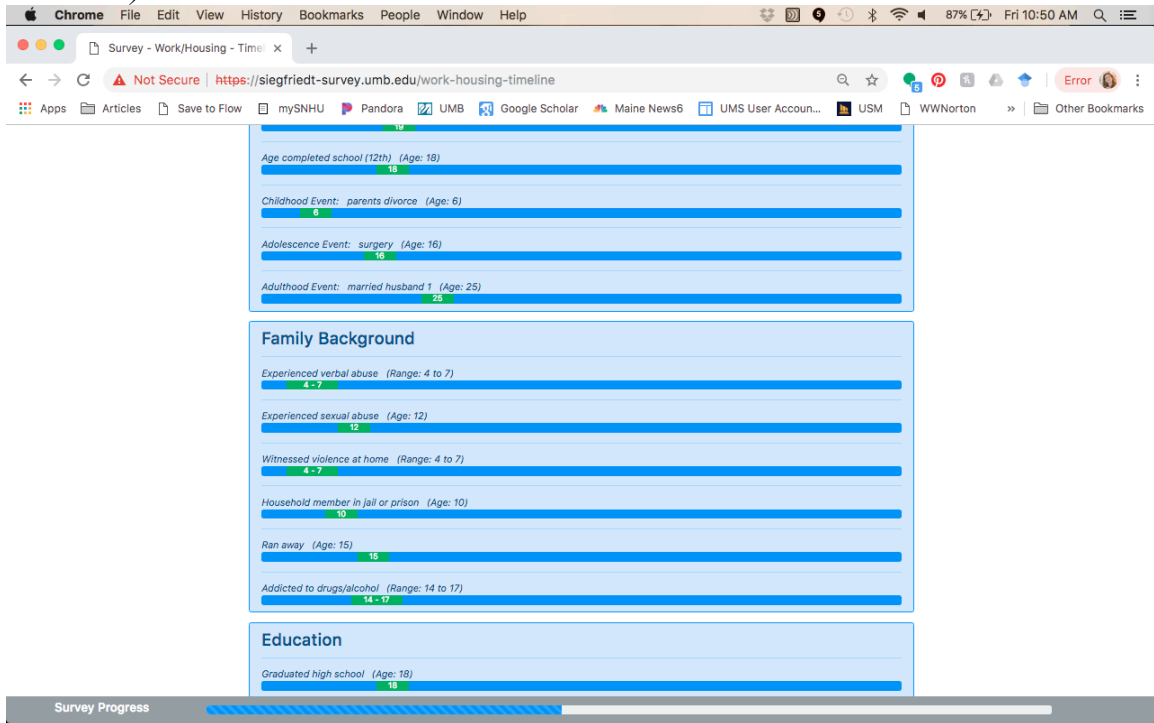 Chrome File Edit View History Bookmarks People Window Help 87% Fri 10:50 AM
Survey - Work/Housing - Time × +
Not Secure | https://siegfriedt-survey.umb.edu/work-housing-timeline 5 Error
Apps Articles Save to Flow mySNHU Pandora UMB Google Scholar Maine News6 UMS User Accoun... USM WWNorton » Other Bookmarks
19
Age completed school (12th) (Age: 18)
18
Childhood Event: parents divorce (Age: 6)
6
Adolescence Event: surgery (Age: 16)
16
Adulthood Event: married husband 1 (Age: 25)
25
Family Background
Experienced verbal abuse (Range: 4 to 7)
4 - 7
Experienced sexual abuse (Age: 12)
12
Witnessed violence at home (Range: 4 to 7)
4 - 7
Household member in jail or prison (Age: 10)
10
Ran away (Age: 15)
15
Addicted to drugs/alcohol (Range: 14 to 17)
14 - 17
Education
Graduated high school (Age: 18)
18
Survey Progress